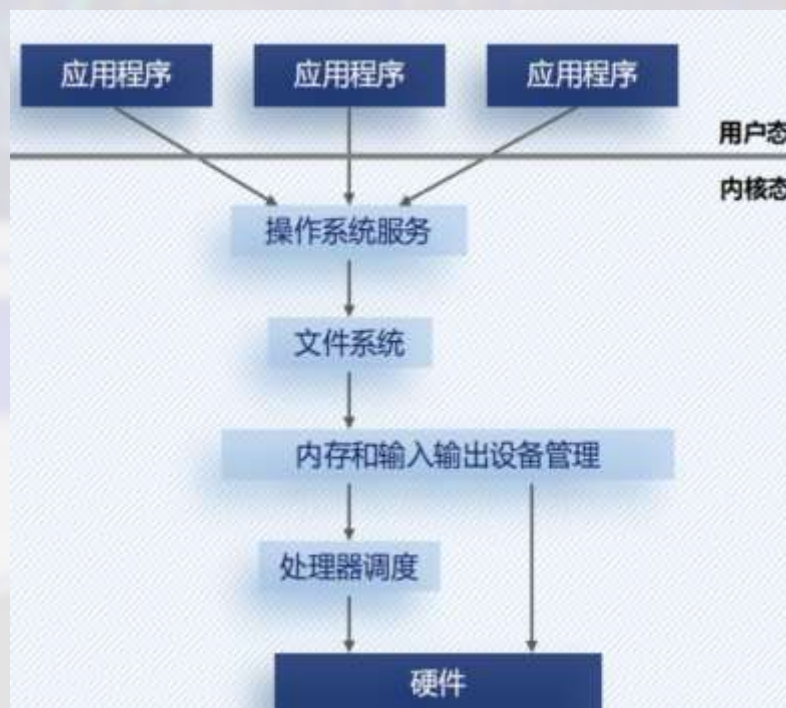 应用程序 应用程序 应用程序
用户态
内核态
操作系统服务
文件系统
内存和输入输出设备管理
处理器调度
硬件